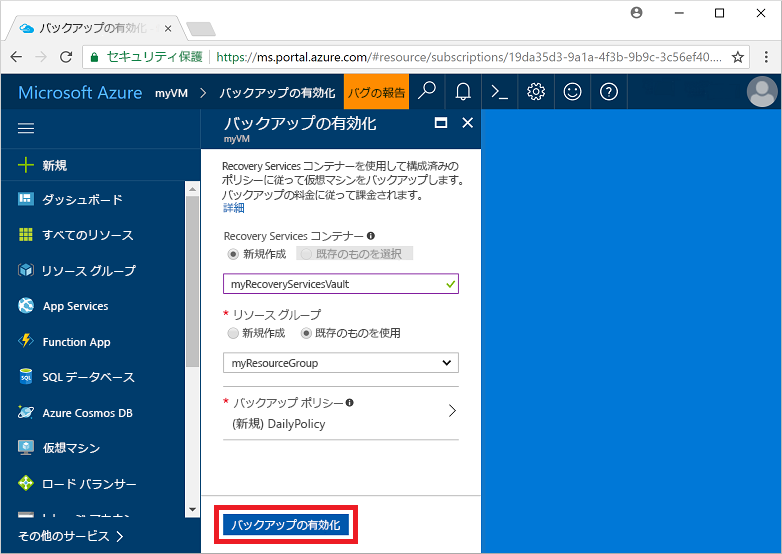 バックアップの有効化
セキュリティ保護 https://ms.portal.azure.com/#resource/subscriptions/19da35d3-9a1a-4f3b-9b9c-3c56ef40....
Microsoft Azure myVM > バックアップの有効化 バグの報告
バックアップの有効化
myVM
新規
ダッシュボード
すべてのリソース
リソース グループ
App Services
Function App
SQL データベース
Azure Cosmos DB
仮想マシン
ロード バランサー
その他のサービス >
Recovery Services コンテナーを使用して構成済みの
ポリシーに従って仮想マシンをバックアップします。
バックアップの料金に従って課金されます。
詳細
Recovery Services コンテナー
新規作成 既存のものを選択
myRecoveryServicesVault
* リソース グループ
新規作成 既存のものを使用
myResourceGroup
* バックアップ ポリシー
(新規) DailyPolicy
バックアップの有効化